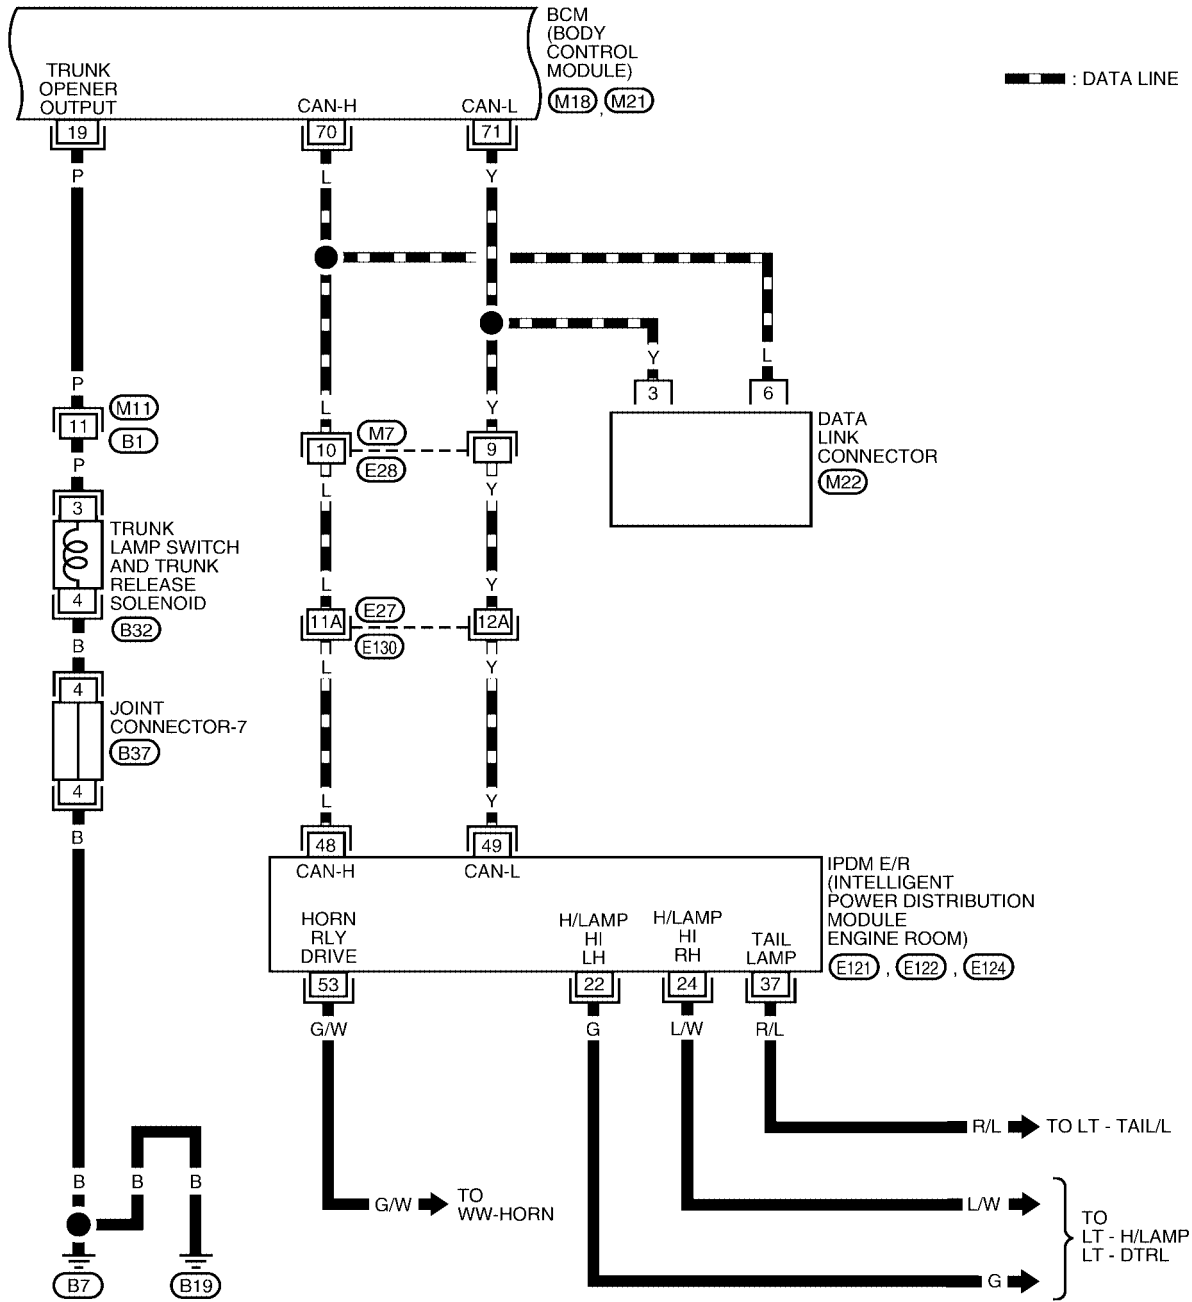 BCM
(BODY
CONTROL
MODULE)
M18 , M21
: DATA LINE
TRUNK
OPENER
OUTPUT
CAN-H
CAN-L
19
70
71
P
L
Y
P
M11
11
B1
P
Y
L
3
6
DATA
LINK
CONNECTOR
M22
L
Y
10
M7
9
E28
L
Y
3
TRUNK
LAMP SWITCH
AND TRUNK
RELEASE
SOLENOID
4
B32
L
Y
11A
E27
12A
E130
B
L
Y
4
JOINT
CONNECTOR-7
B37
4
B
L
Y
48
49
CAN-H
CAN-L
IPDM E/R
(INTELLIGENT
POWER DISTRIBUTION
MODULE
ENGINE ROOM)
E121 , E122 , E124
HORN
RLY
DRIVE
H/LAMP
HI
LH
H/LAMP
HI
RH
TAIL
LAMP
53
22
24
37
G/W
G
L/W
R/L
R/L
TO LT - TAIL/L
B
B
B
G/W
TO
WW-HORN
L/W
G
TO
LT - H/LAMP
LT - DTRL
B7
B19